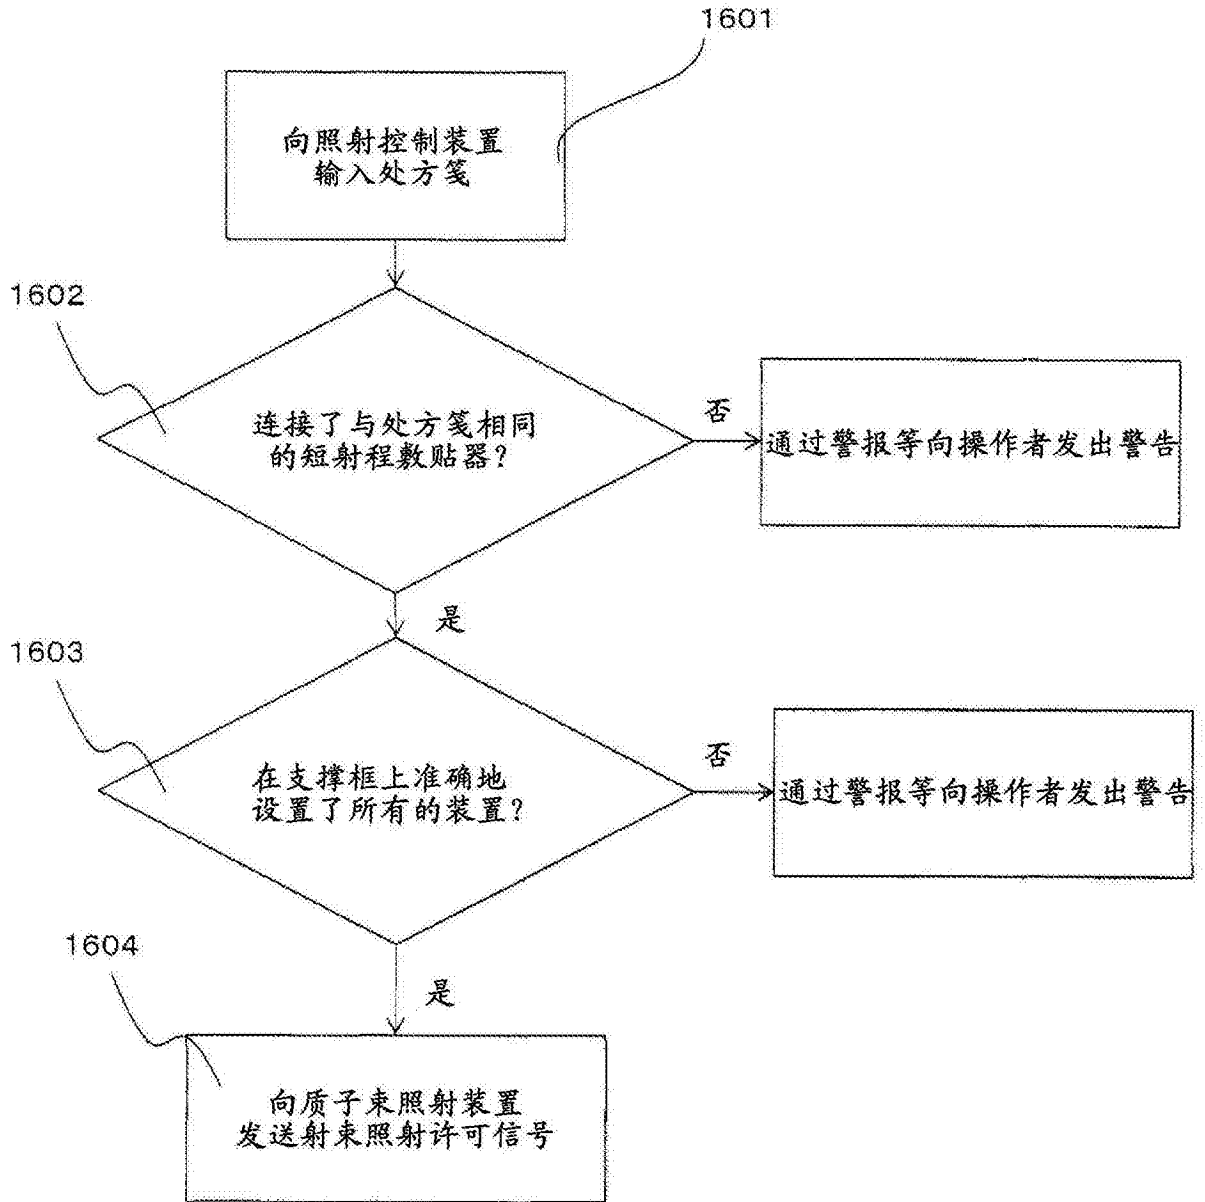 1601
向照射控制装置
输入处方笺
1602
连接了与处方笺相同
的短射程敷贴器?
否
通过警报等向操作者发出警告
是
1603
在支撑框上准确地
设置了所有的装置?
否
通过警报等向操作者发出警告
是
1604
向质子束照射装置
发送射束照射许可信号